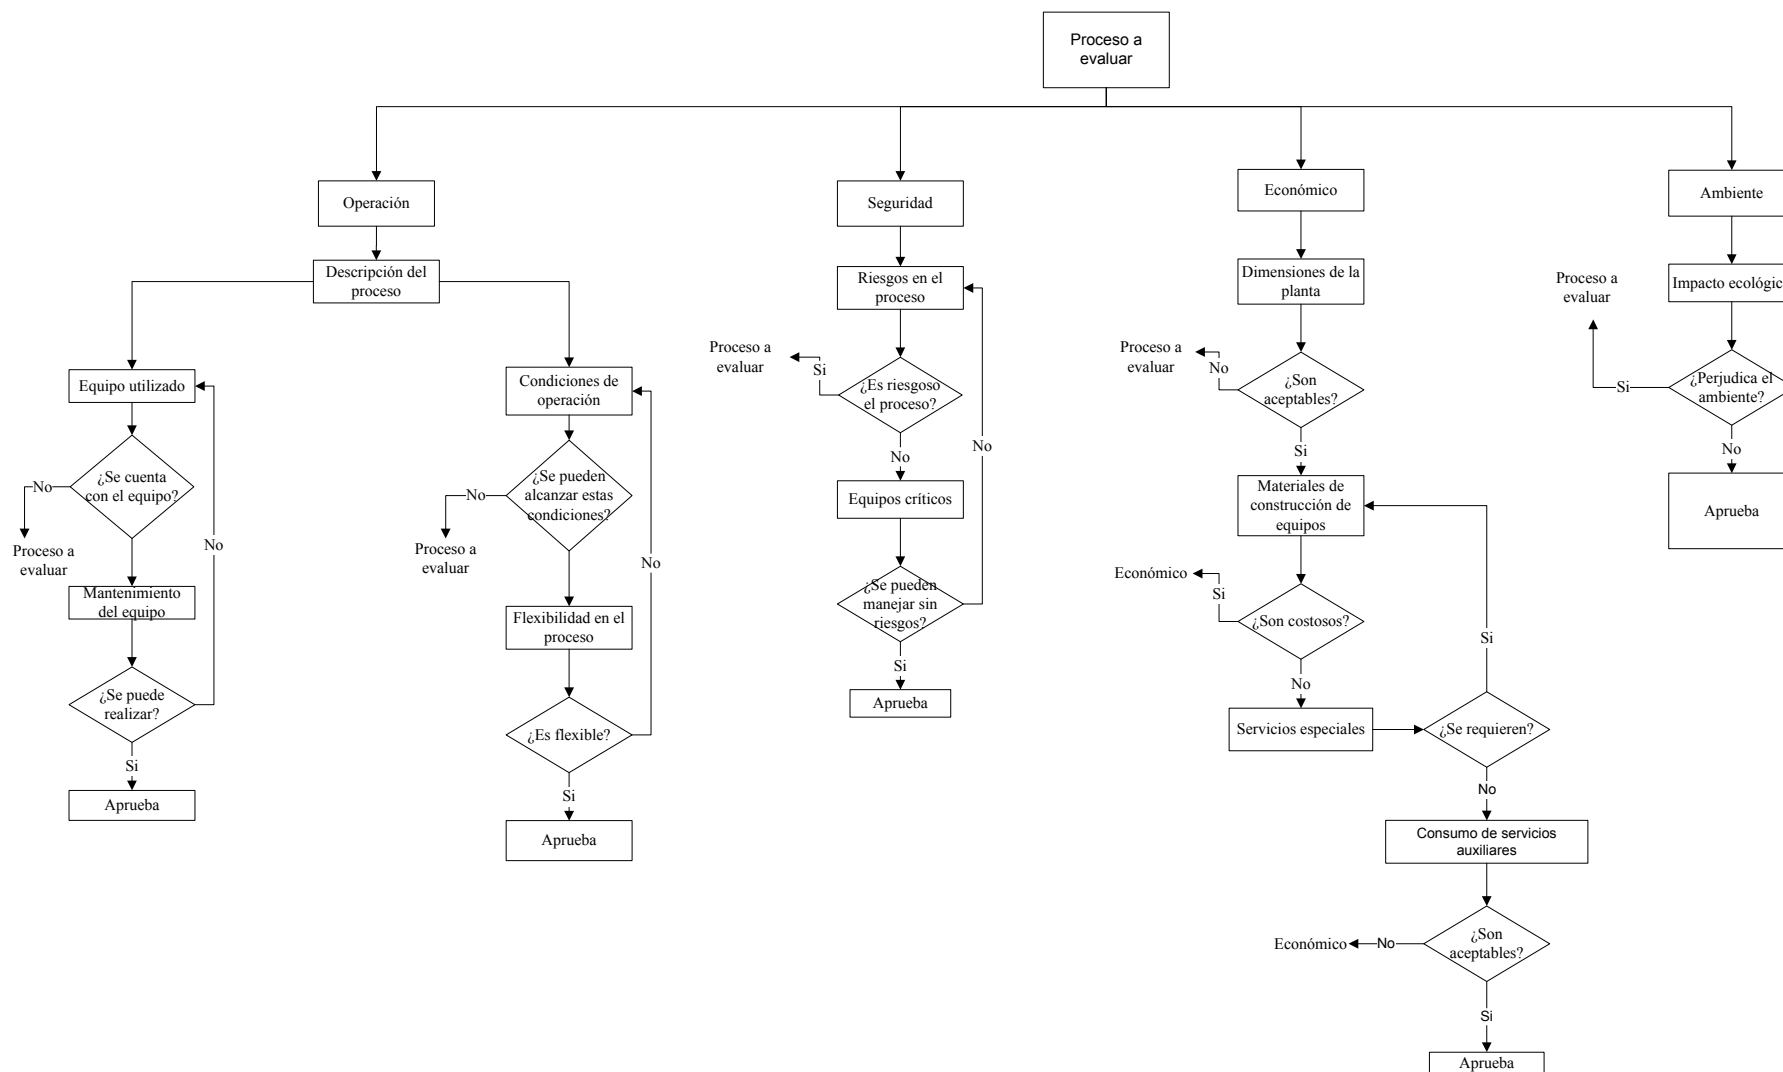 Proceso a
evaluar
Operación
Descripción del
proceso
Equipo utilizado
¿Se cuenta
con el equipo?
No
Proceso a
evaluar
Mantenimiento
del equipo
¿Se puede
realizar?
No
Si
Aprueba
Condiciones de
operación
¿Se pueden
alcanzar estas
condiciones?
No
Proceso a
evaluar
Flexibilidad en el
proceso
¿Es flexible?
No
Si
Aprueba
Seguridad
Riesgos en el
proceso
¿Es riesgoso
el proceso?
Si
Proceso a
evaluar
No
Equipos críticos
¿Se pueden
manejar sin
riesgos?
No
Si
Aprueba
Económico
Dimensiones de la
planta
¿Son
aceptables?
No
Proceso a
evaluar
Si
Materiales de
construcción de
equipos
¿Son costosos?
Si
Económico
No
Servicios especiales
¿Se requieren?
Si
No
Consumo de servicios
auxiliares
¿Son
aceptables?
No
Económico
Si
Aprueba
Ambiente
Impacto ecológic
¿Perjudica el
ambiente?
Si
Proceso a
evaluar
No
Aprueba